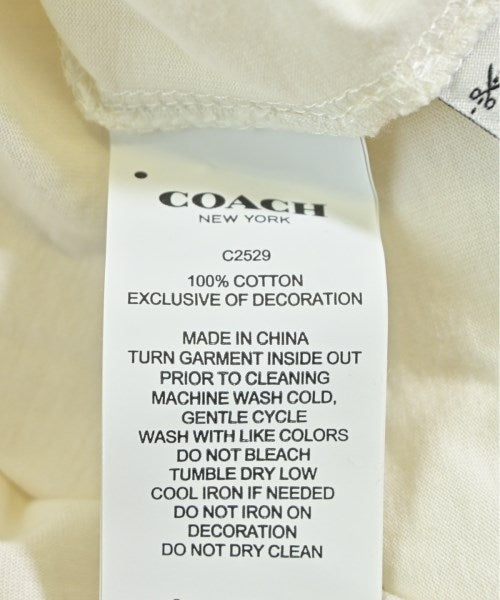 COACH
NEW YORK
C2529
100% COTTON
EXCLUSIVE OF DECORATION
MADE IN CHINA
TURN GARMENT INSIDE OUT
PRIOR TO CLEANING
MACHINE WASH COLD,
GENTLE CYCLE
WASH WITH LIKE COLORS
DO NOT BLEACH
TUMBLE DRY LOW
COOL IRON IF NEEDED
DO NOT IRON ON
DECORATION
DO NOT DRY CLEAN